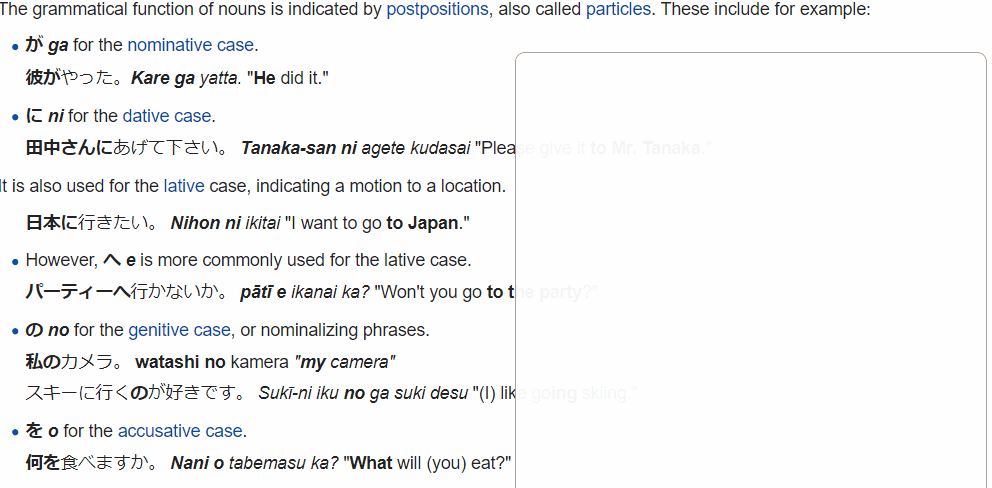 The grammatical function of nouns is indicated by postpositions, also called particles. These include for example:
が ga for the nominative case.
彼がやった。Kare ga yatta. "He did it."
に ni for the dative case.
田中さんにあげて下さい。 Tanaka-san ni agete kudasai "Please give it to Mr. Tanaka."
It is also used for the lative case, indicating a motion to a location.
日本に行きたい。 Nihon ni ikitai "I want to go to Japan."
However, へ e is more commonly used for the lative case.
パーティーへ行かないか。 pātī e ikanai ka? "Won't you go to the party?"
の no for the genitive case, or nominalizing phrases.
私のカメラ。 watashi no kamera "my camera"
スキーに行くのが好きです。 Sukī-ni iku no ga suki desu "(I) like going skiing."
を o for the accusative case.
何を食べますか。 Nani o tabemasu ka? "What will (you) eat?"